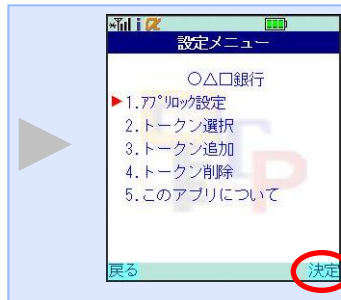 設定メニュー
○△□銀行
1.ｱﾌﾟﾘﾛｯｸ設定
2.トークン選択
3.トークン追加
4.トークン削除
5.このアプリについて
戻る 決定